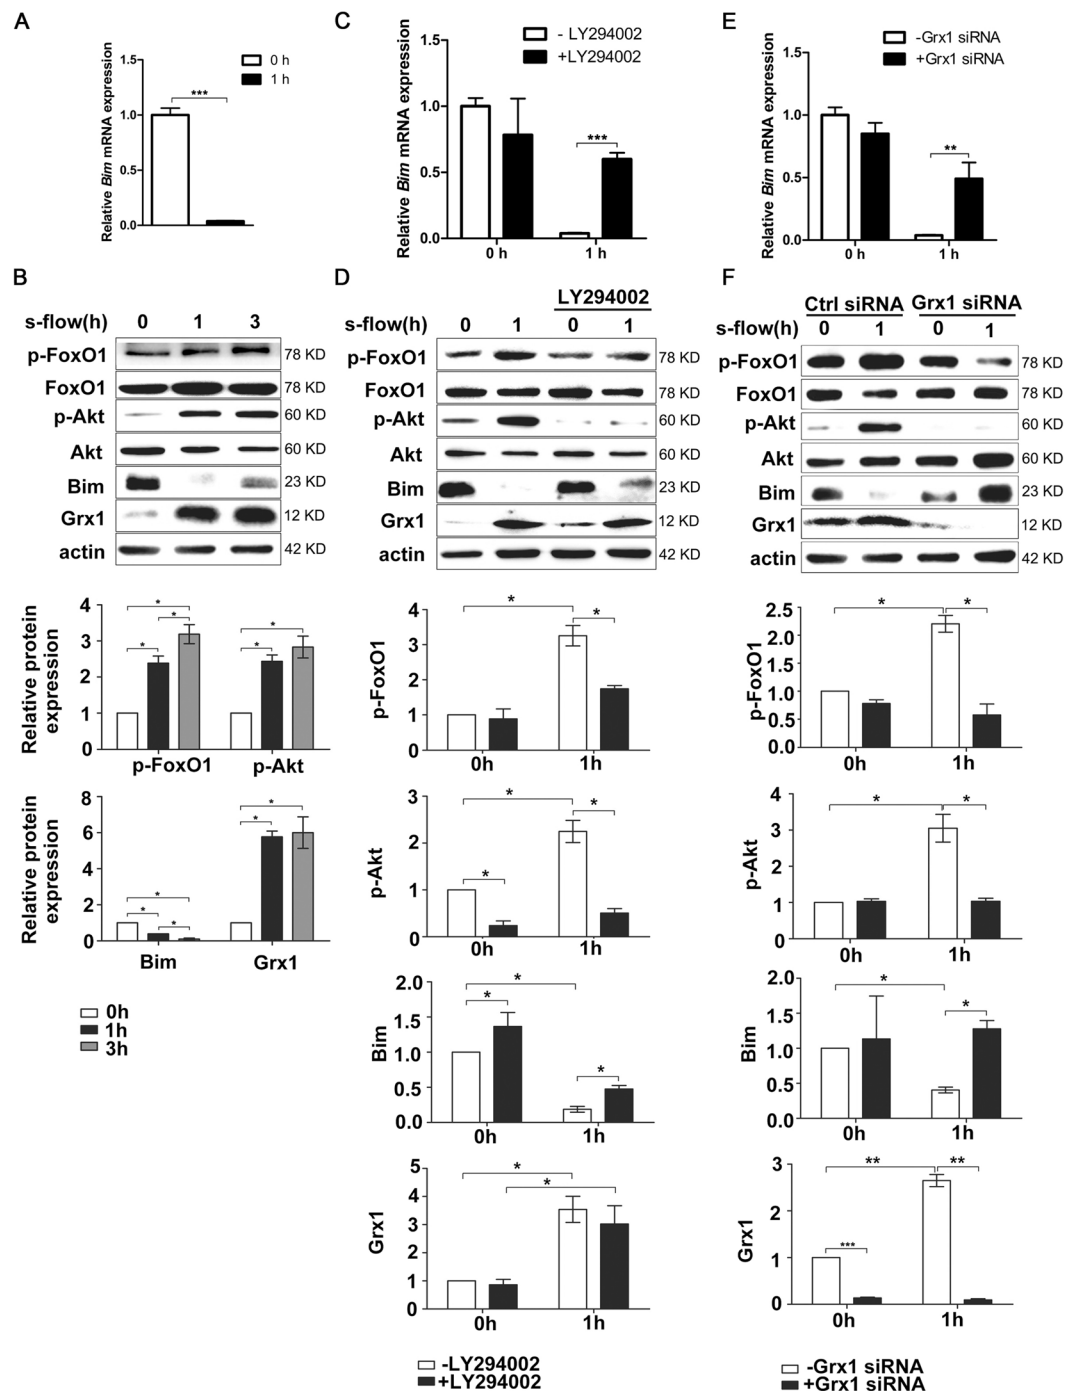 A
Relative Bim mRNA expression
1.5
1.0
0.5
0.0
***
0 h
1 h
C
Relative Bim mRNA expression
1.5
1.0
0.5
0.0
- LY294002
+LY294002
***
0 h
1 h
E
Relative Bim mRNA expression
1.5
1.0
0.5
0.0
-Grx1 siRNA
+Grx1 siRNA
**
0 h
1 h
B
s-flow(h) 0 1 3
p-FoxO1 78 KD
FoxO1 78 KD
p-Akt 60 KD
Akt 60 KD
Bim 23 KD
Grx1 12 KD
actin 42 KD
Relative protein
expression
4
3
2
1
0
* * * * *
p-FoxO1 p-Akt
Relative protein
expression
8
6
4
2
0
* * * * *
Bim Grx1
0h
1h
3h
D
LY294002
s-flow(h) 0 1 0 1
p-FoxO1 78 KD
FoxO1 78 KD
p-Akt 60 KD
Akt 60 KD
Bim 23 KD
Grx1 12 KD
actin 42 KD
p-FoxO1
4
3
2
1
0
* *
0h 1h
p-Akt
3
2
1
0
* * *
0h 1h
Bim
2.0
1.5
1.0
0.5
0.0
* * *
0h 1h
Grx1
5
4
3
2
1
0
* *
0h 1h
-LY294002
+LY294002
F
Ctrl siRNA Grx1 siRNA
s-flow(h) 0 1 0 1
p-FoxO1 78 KD
FoxO1 78 KD
p-Akt 60 KD
Akt 60 KD
Bim 23 KD
Grx1 12 KD
actin 42 KD
p-FoxO1
2.5
2.0
1.5
1.0
0.5
0.0
* *
0h 1h
p-Akt
4
3
2
1
0
* *
0h 1h
Bim
2.0
1.5
1.0
0.5
0.0
* *
0h 1h
Grx1
3
2
1
0
** ** ***
0h 1h
-Grx1 siRNA
+Grx1 siRNA